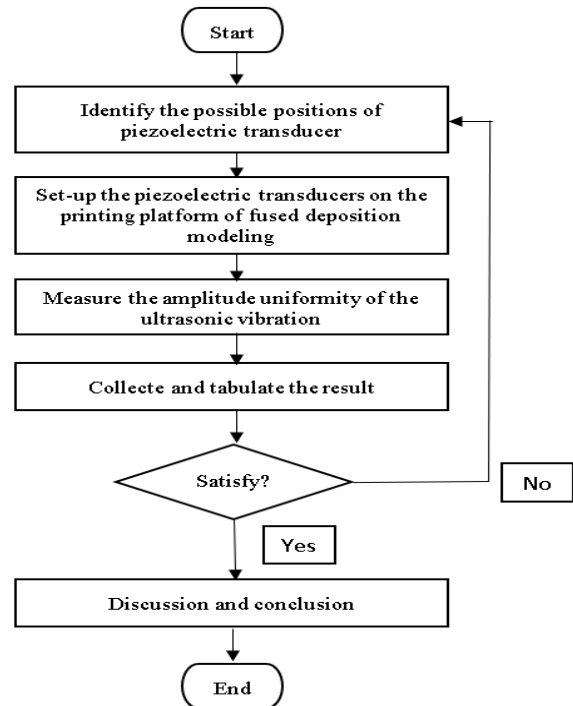 Start
Identify the possible positions of
piezoelectric transducer
Set-up the piezoelectric transducers on the
printing platform of fused deposition
modeling
Measure the amplitude uniformity of the
ultrasonic vibration
Collecte and tabulate the result
Satisfy?
No
Yes
Discussion and conclusion
End